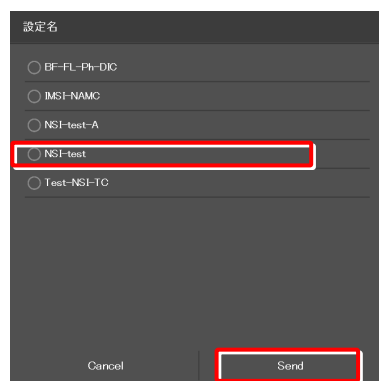 設定名
BF-FL-Ph-DIC
IMSI-NAMC
NSI-test-A
NSI-test
Test-NSI-TC
Cancel
Send